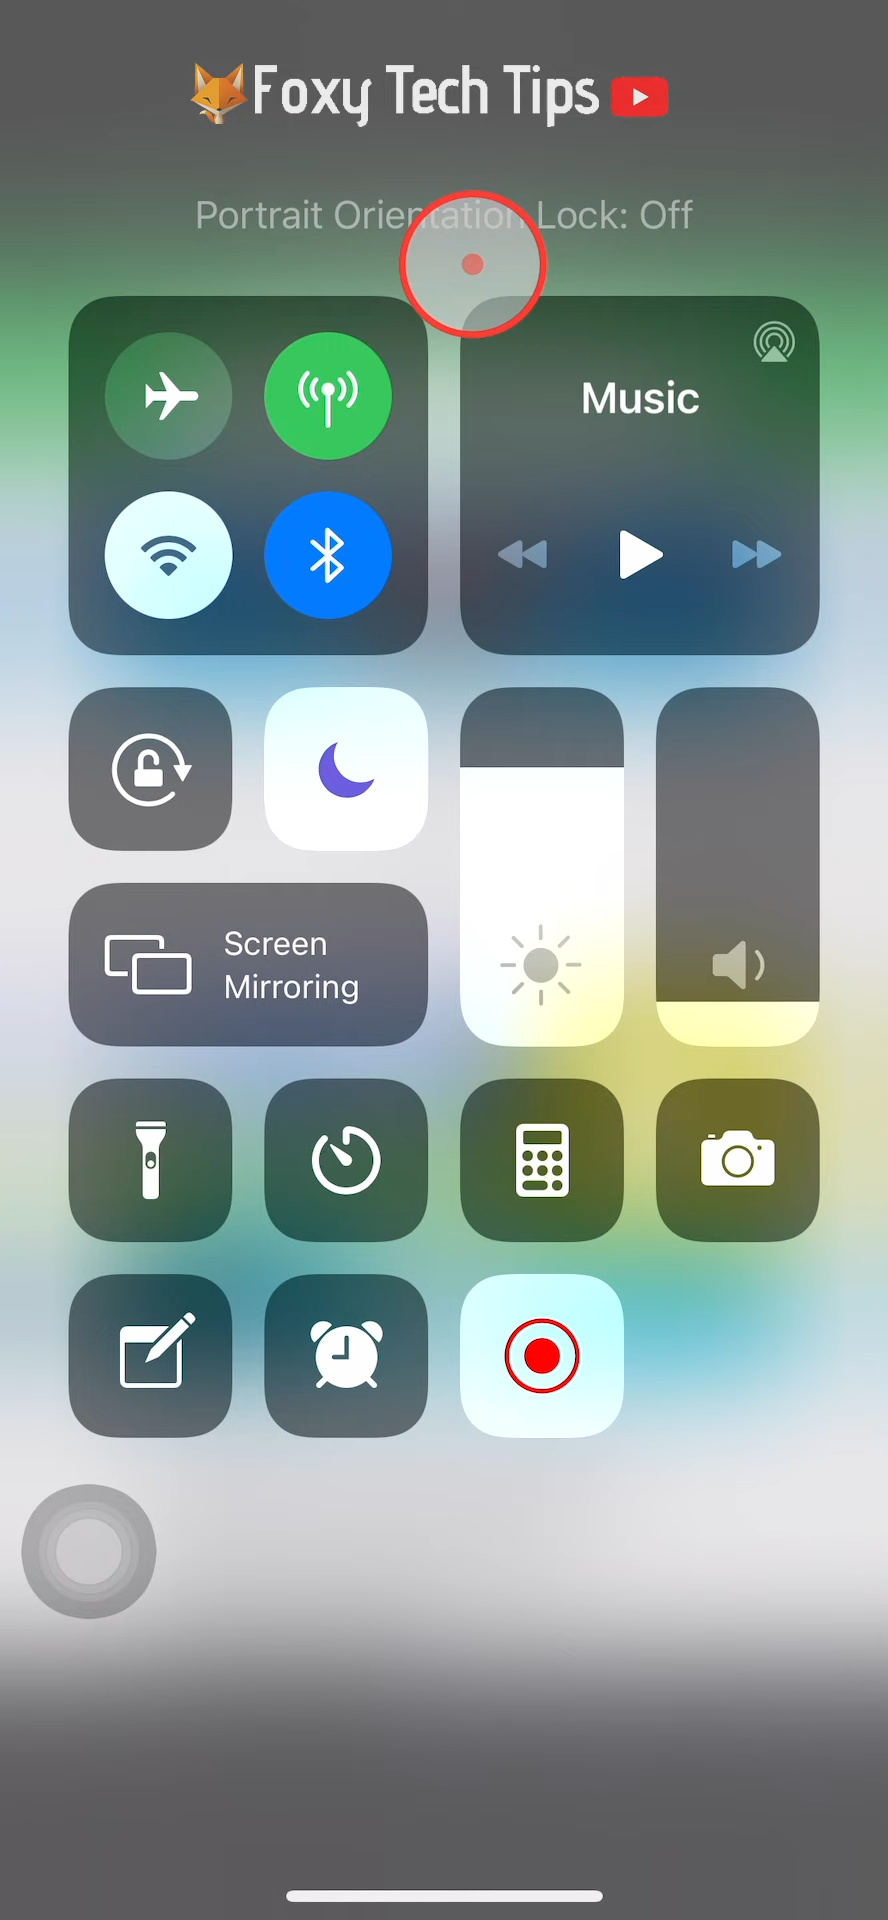 Foxy Tech Tips
Portrait Orientation Lock: Off
Music
Screen
Mirroring